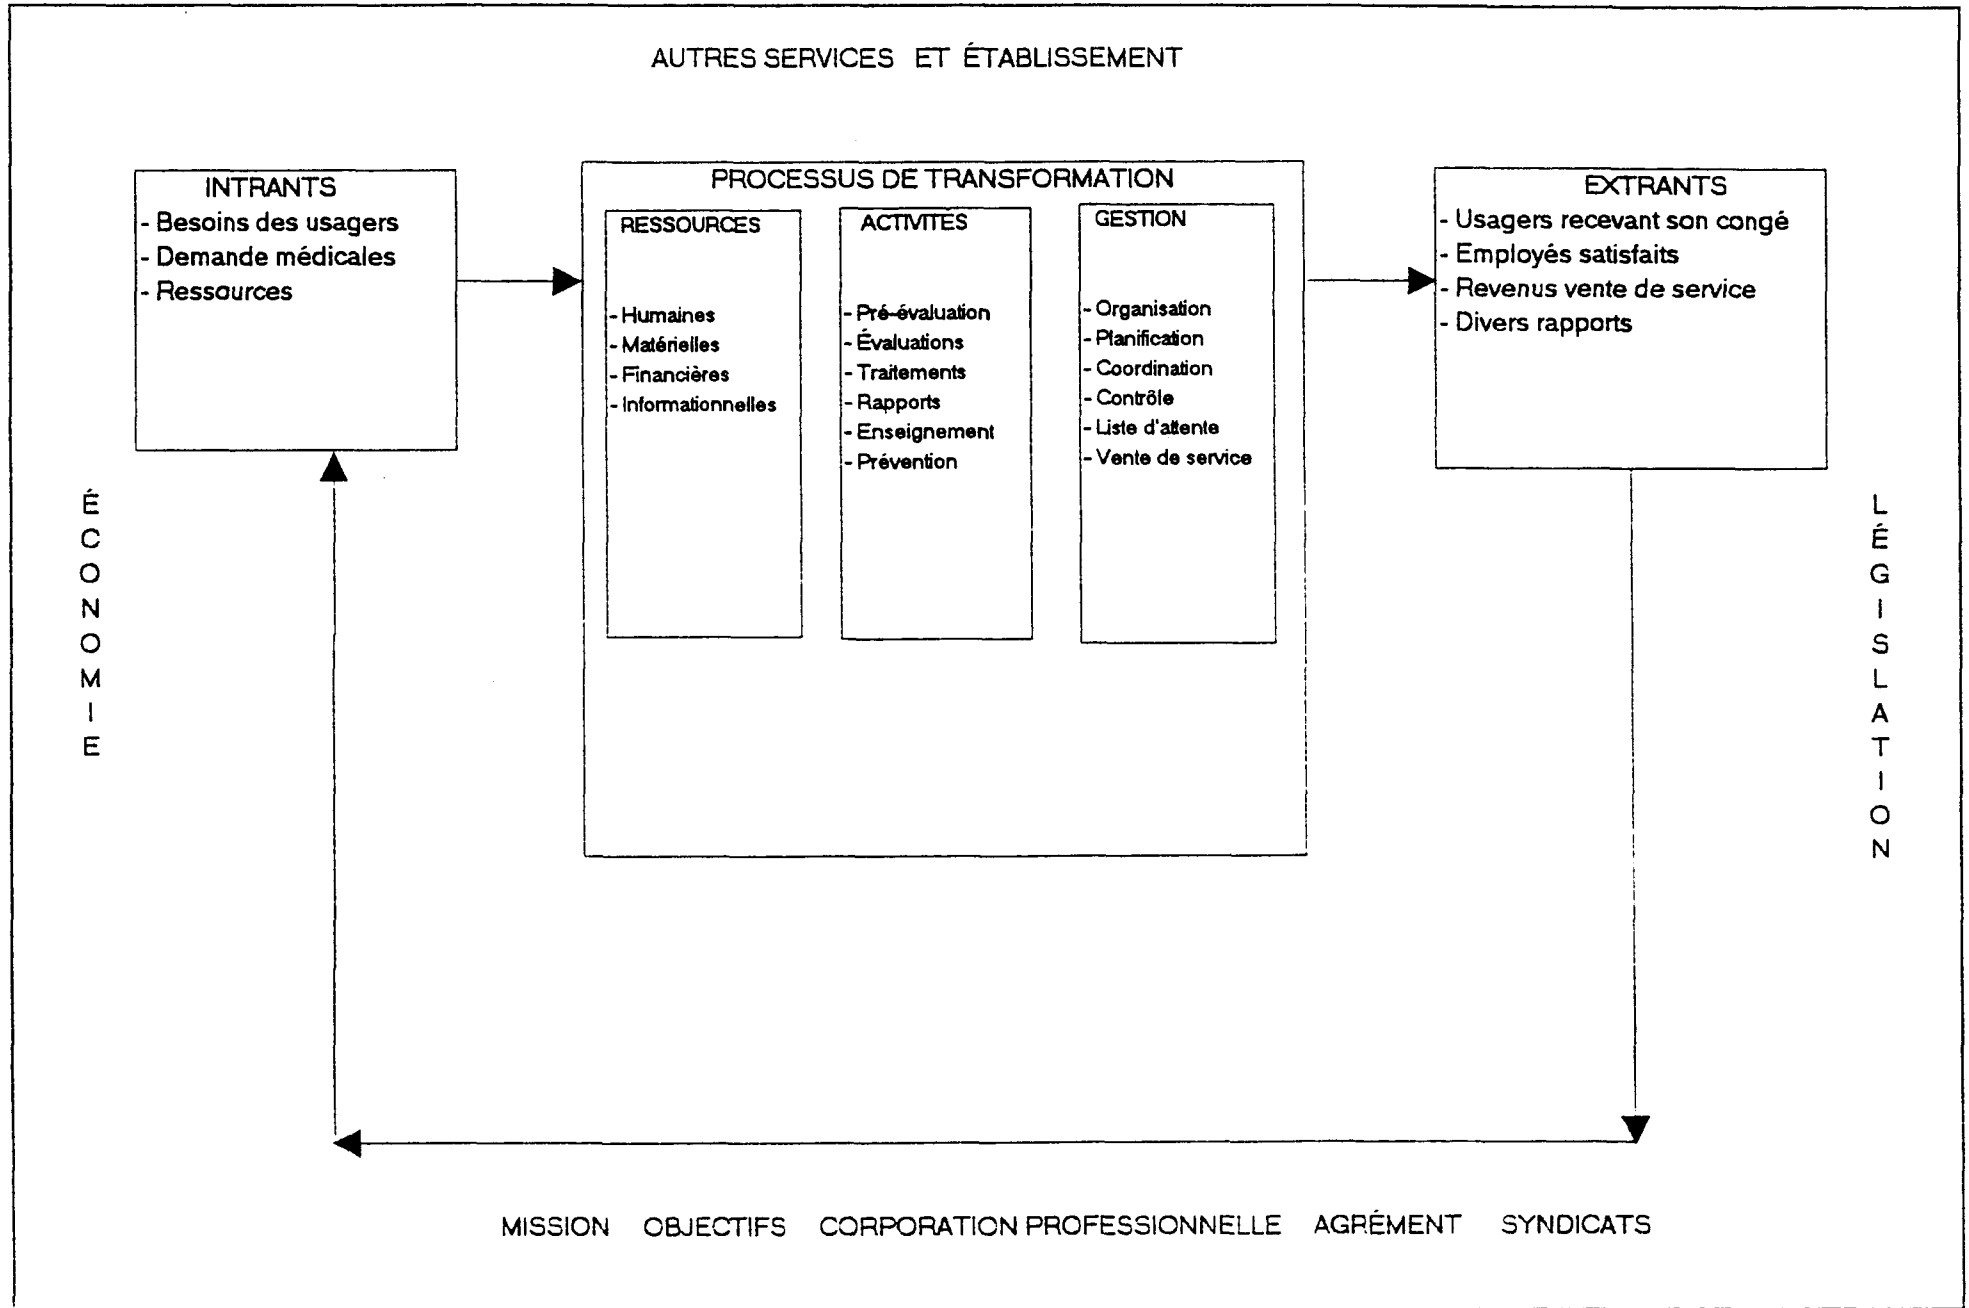 AUTRES SERVICES ET ÉTABLISSEMENT
INTRANTS
- Besoins des usagers
- Demande médicales
- Ressources
PROCESSUS DE TRANSFORMATION
RESSOURCES
- Humaines
- Matérielles
- Financières
- Informationnelles
ACTIVITES
- Pré-évaluation
- Évaluations
- Traitements
- Rapports
- Enseignement
- Prévention
GESTION
- Organisation
- Planification
- Coordination
- Contrôle
- Liste d'attente
- Vente de service
EXTRANTS
- Usagers recevant son congé
- Employés satisfaits
- Revenus vente de service
- Divers rapports
ÉCONOMIE
LÉGISLATION
MISSION OBJECTIFS CORPORATION PROFESSIONNELLE AGRÉMENT SYNDICATS